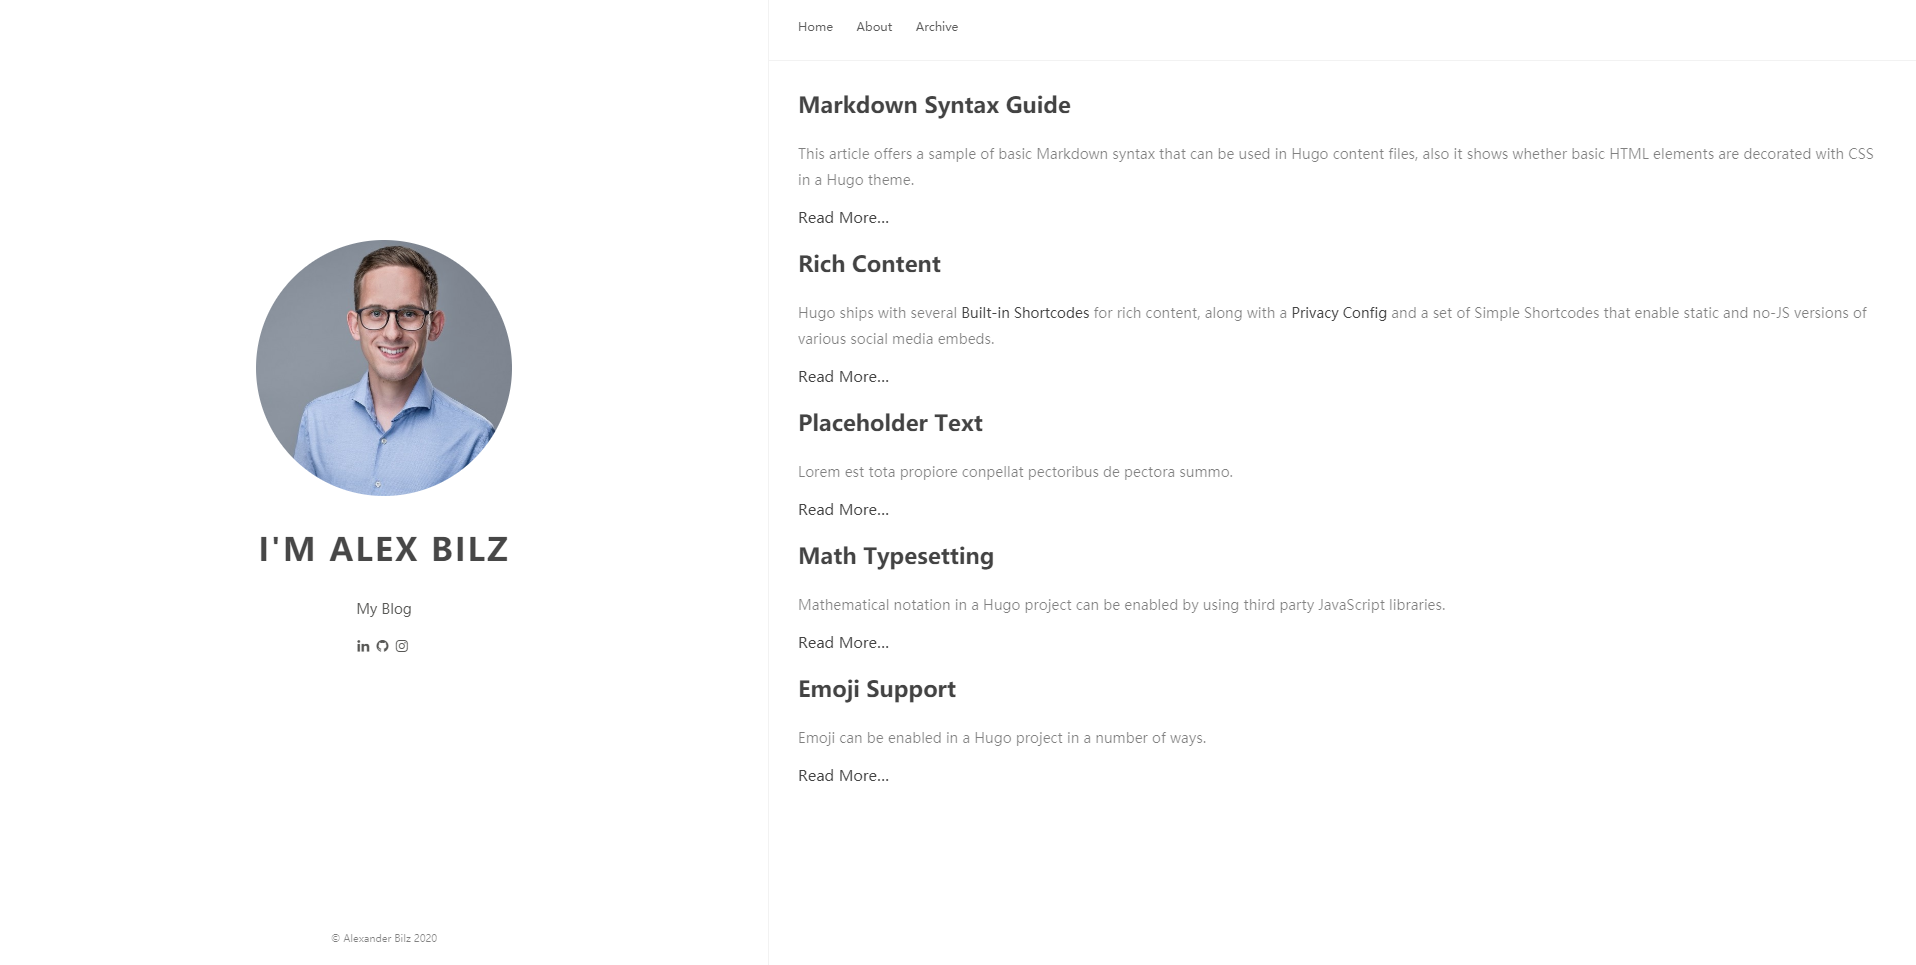 I'M ALEX BILZ
My Blog
© Alexander Bilz 2020
Home About Archive
Markdown Syntax Guide
This article offers a sample of basic Markdown syntax that can be used in Hugo content files, also it shows whether basic HTML elements are decorated with CSS
in a Hugo theme.
Read More...
Rich Content
Hugo ships with several Built-in Shortcodes for rich content, along with a Privacy Config and a set of Simple Shortcodes that enable static and no-JS versions of
various social media embeds.
Read More...
Placeholder Text
Lorem est tota propiore conpellat pectoribus de pectora summo.
Read More...
Math Typesetting
Mathematical notation in a Hugo project can be enabled by using third party JavaScript libraries.
Read More...
Emoji Support
Emoji can be enabled in a Hugo project in a number of ways.
Read More...